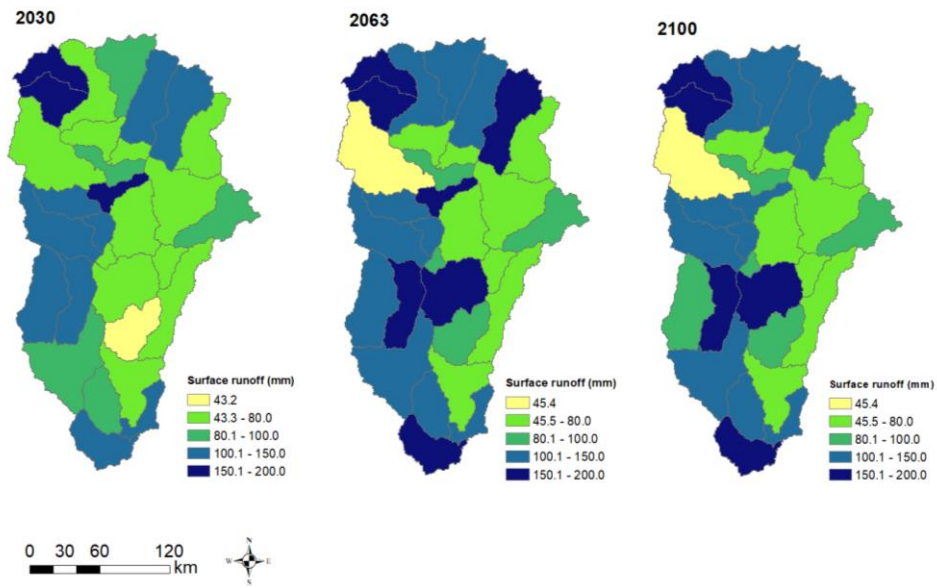 2030
2063
2100
Surface runoff (mm)
43.2
43.3 - 80.0
80.1 - 100.0
100.1 - 150.0
150.1 - 200.0
Surface runoff (mm)
45.4
45.5 - 80.0
80.1 - 100.0
100.1 - 150.0
150.1 - 200.0
Surface runoff (mm)
45.4
45.5 - 80.0
80.1 - 100.0
100.1 - 150.0
150.1 - 200.0
0 30 60 120
km
N
W E
S